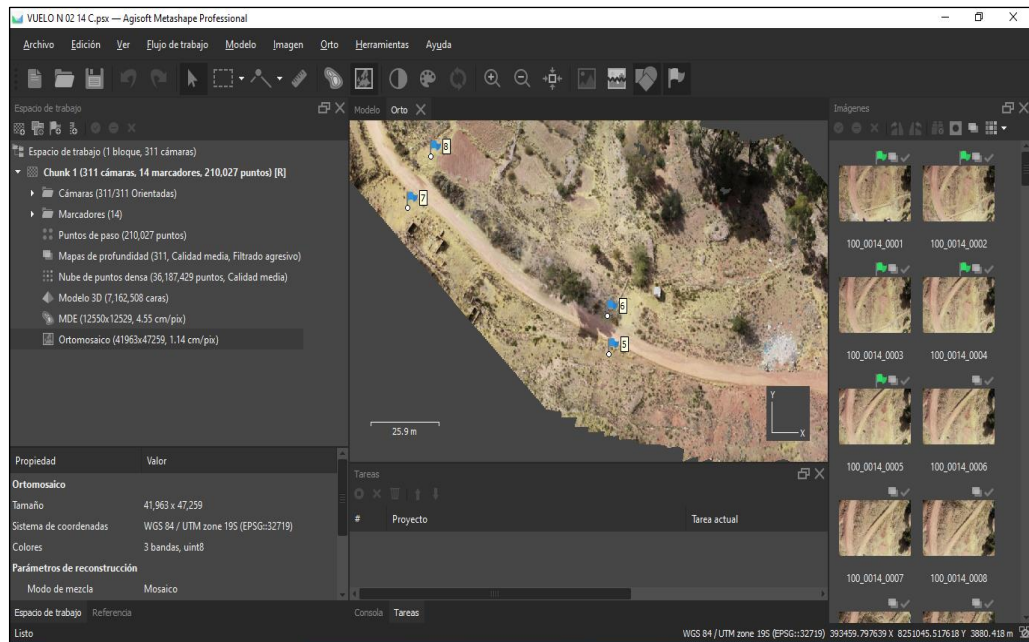 VUELO N 02 14 C.psx — Agisoft Metashape Professional
Archivo Edición Ver Flujo de trabajo Modelo Imagen Orto Herramientas Ayuda
Espacio de trabajo
Modelo Orto
Imágenes
Espacio de trabajo (1 bloque, 311 cámaras)
Chunk 1 (311 cámaras, 14 marcadores, 210,027 puntos) [R]
Cámaras (311/311 Orientadas)
Marcadores (14)
Puntos de paso (210,027 puntos)
Mapas de profundidad (311, Calidad media, Filtrado agresivo)
Nube de puntos densa (36,187,429 puntos, Calidad media)
Modelo 3D (7,162,508 caras)
MDE (12550x12529, 4.55 cm/pix)
Ortomosaico (41963x47259, 1.14 cm/pix)
8
7
6
5
25.9 m
Y
X
100_0014_0001 100_0014_0002
100_0014_0003 100_0014_0004
100_0014_0005 100_0014_0006
100_0014_0007 100_0014_0008
Propiedad Valor
Ortomosaico
Tamaño 41,963 x 47,259
Sistema de coordenadas WGS 84 / UTM zone 19S (EPSG::32719)
Colores 3 bandas, uint8
Parámetros de reconstrucción
Modo de mezcla Mosaico
Tareas
# Proyecto Tarea actual
Espacio de trabajo Referencia
Consola Tareas
Listo
WGS 84 / UTM zone 19S (EPSG::32719) 393459.797639 X 8251045.517618 Y 3880.418 m